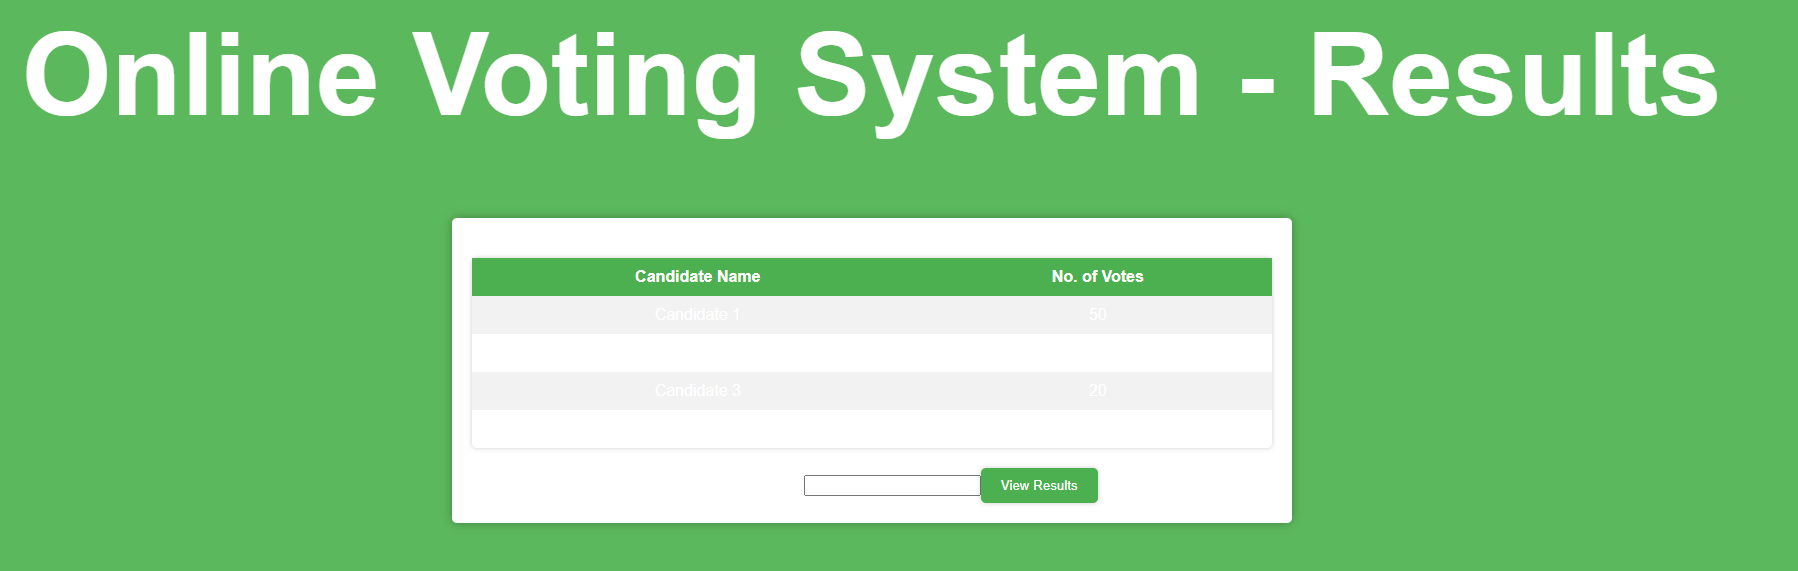 Online Voting System - Results
Candidate Name No. of Votes
Candidate 1 50
Candidate 3 20
View Results